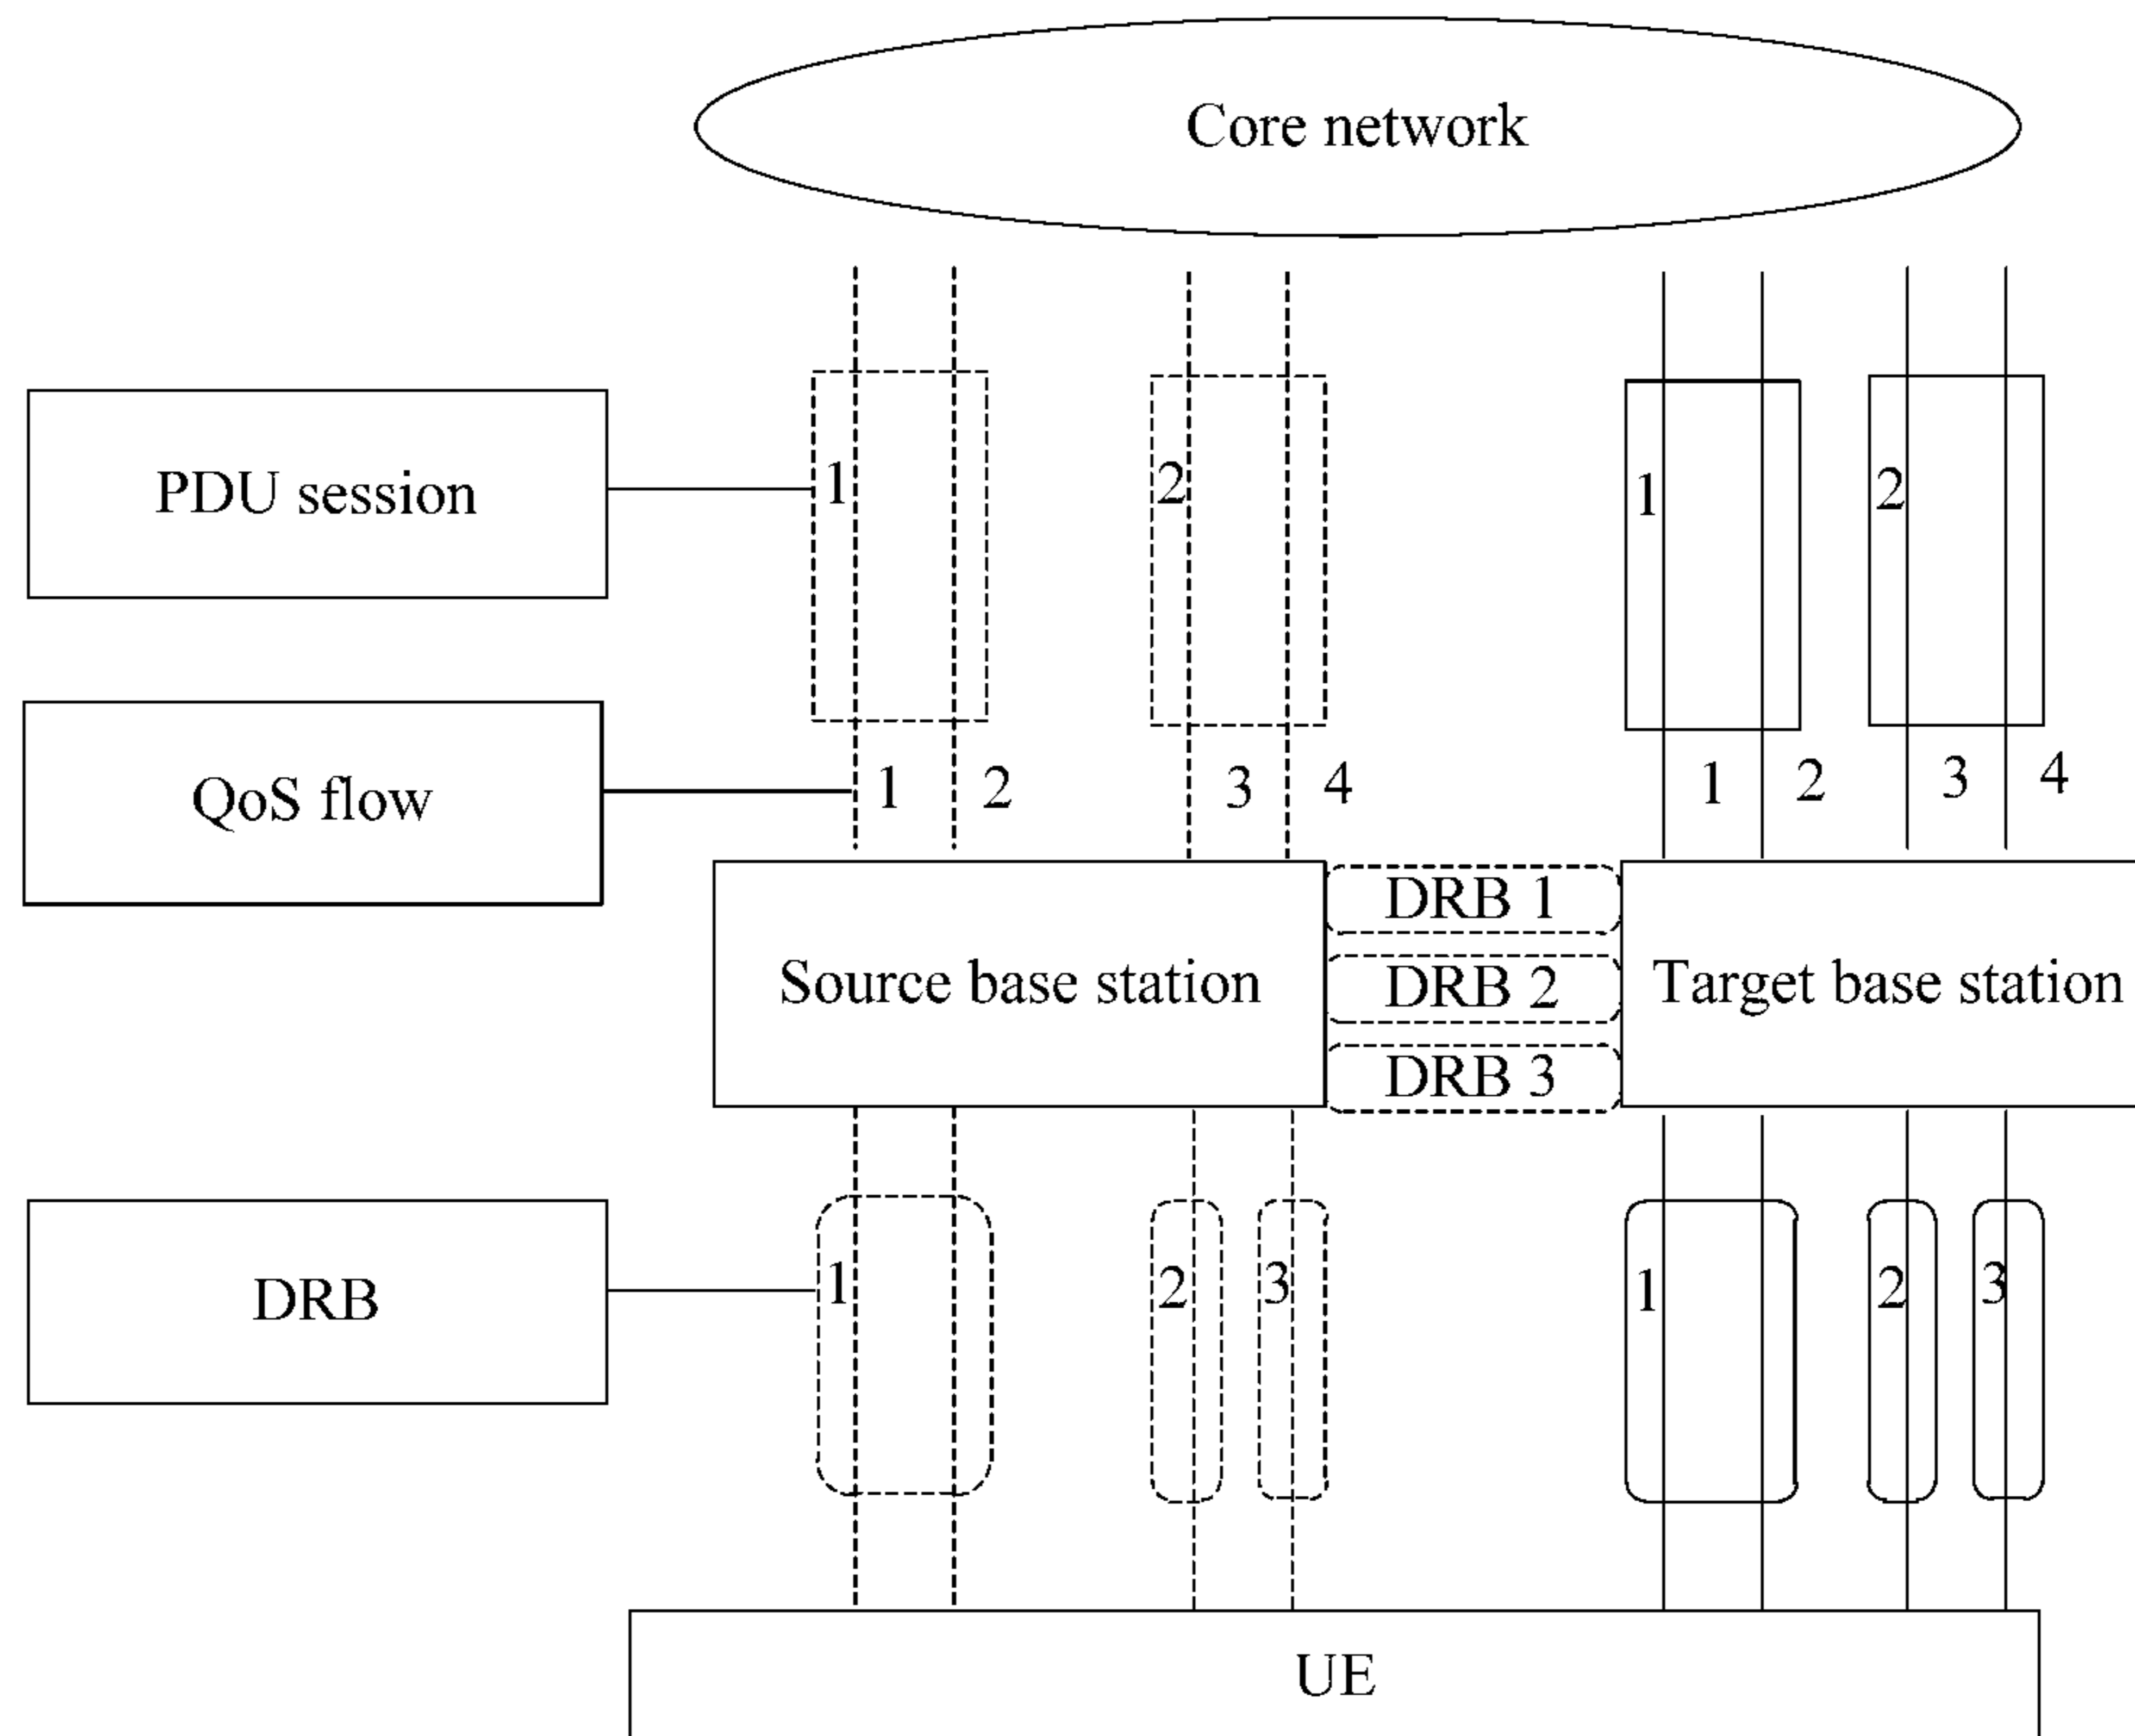 Core network
PDU session
1
2
1
2
QoS flow
1
2
3
4
1
2
3
4
Source base station
DRB 1
DRB 2
DRB 3
Target base station
DRB
1
2
3
1
2
3
UE